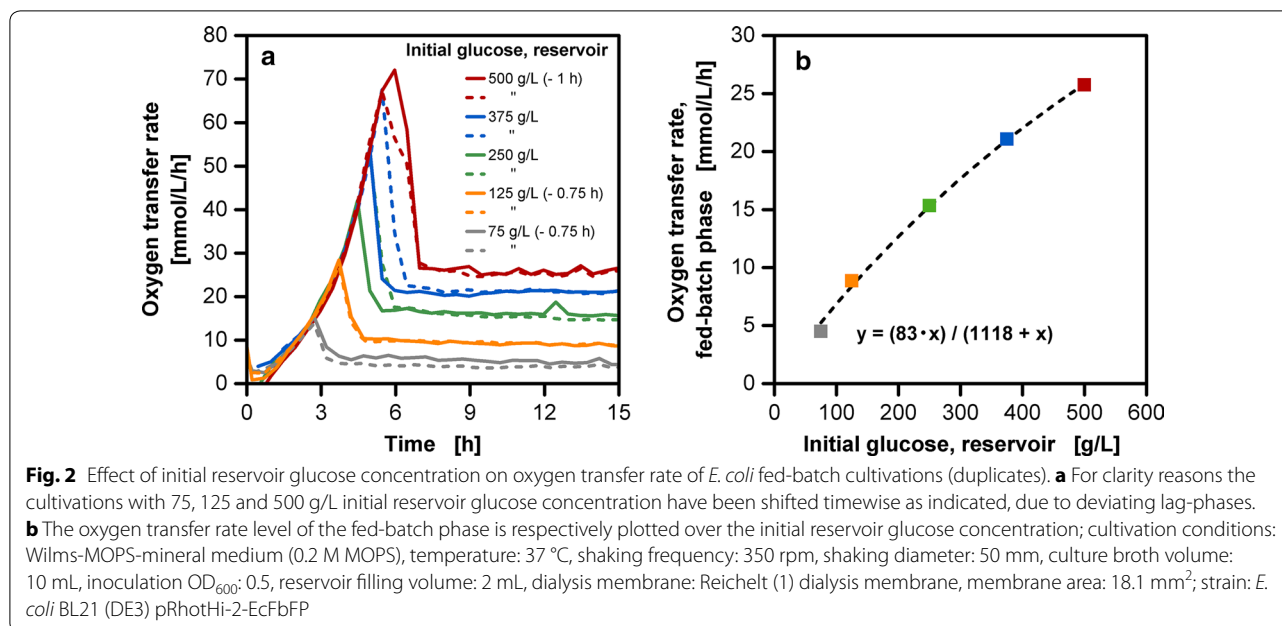 a
Initial glucose, reservoir
500 g/L (- 1 h)
"
375 g/L
"
250 g/L
"
125 g/L (- 0.75 h)
"
75 g/L (- 0.75 h)
"
Oxygen transfer rate
[mmol/L/h]
80
70
60
50
40
30
20
10
0
0 3 6 9 12 15
Time [h]
b
Oxygen transfer rate,
fed-batch phase [mmol/L/h]
30
25
20
15
10
5
0
y = (83·x) / (1118 + x)
0 100 200 300 400 500 600
Initial glucose, reservoir [g/L]
Fig. 2 Effect of initial reservoir glucose concentration on oxygen transfer rate of E. coli fed-batch cultivations (duplicates). a For clarity reasons the
cultivations with 75, 125 and 500 g/L initial reservoir glucose concentration have been shifted timewise as indicated, due to deviating lag-phases.
b The oxygen transfer rate level of the fed-batch phase is respectively plotted over the initial reservoir glucose concentration; cultivation conditions:
Wilms-MOPS-mineral medium (0.2 M MOPS), temperature: 37 °C, shaking frequency: 350 rpm, shaking diameter: 50 mm, culture broth volume:
10 mL, inoculation OD₆₀₀: 0.5, reservoir filling volume: 2 mL, dialysis membrane: Reichelt (1) dialysis membrane, membrane area: 18.1 mm²; strain: E.
coli BL21 (DE3) pRhotHi-2-EcFbFP